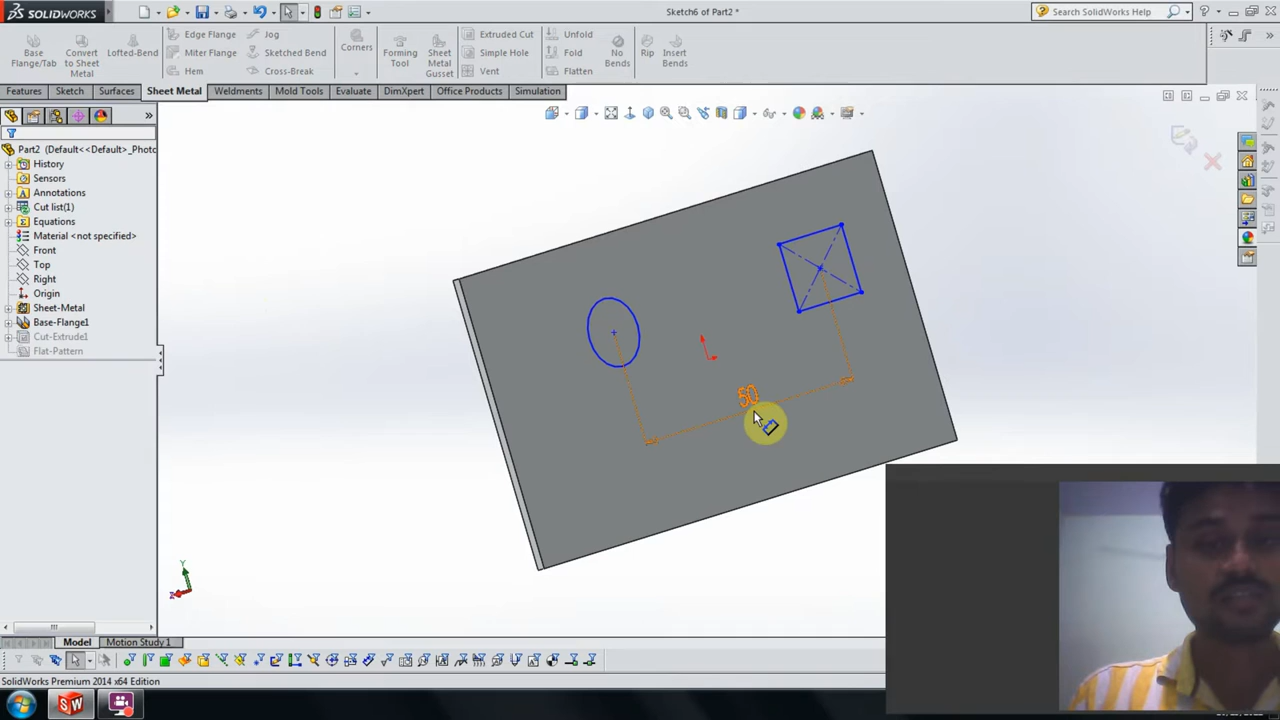 SOLIDWORKS
Sketch6 of Part2 *
Search SolidWorks Help
Base Flange/Tab
Convert to Sheet Metal
Lofted-Bend
Edge Flange
Miter Flange
Hem
Jog
Sketched Bend
Cross-Break
Corners
Forming Tool
Sheet Metal Gusset
Extruded Cut
Simple Hole
Vent
Unfold
Fold
Flatten
No Bends
Rip
Insert Bends
Features Sketch Surfaces Sheet Metal Weldments Mold Tools Evaluate DimXpert Office Products Simulation
Part2 (Default<<Default>_Photo
History
Sensors
Annotations
Cut list(1)
Equations
Material <not specified>
Front
Top
Right
Origin
Sheet-Metal
Base-Flange1
Cut-Extrude1
Flat-Pattern
50
Y
Z
Model Motion Study 1
SolidWorks Premium 2014 x64 Edition
SW